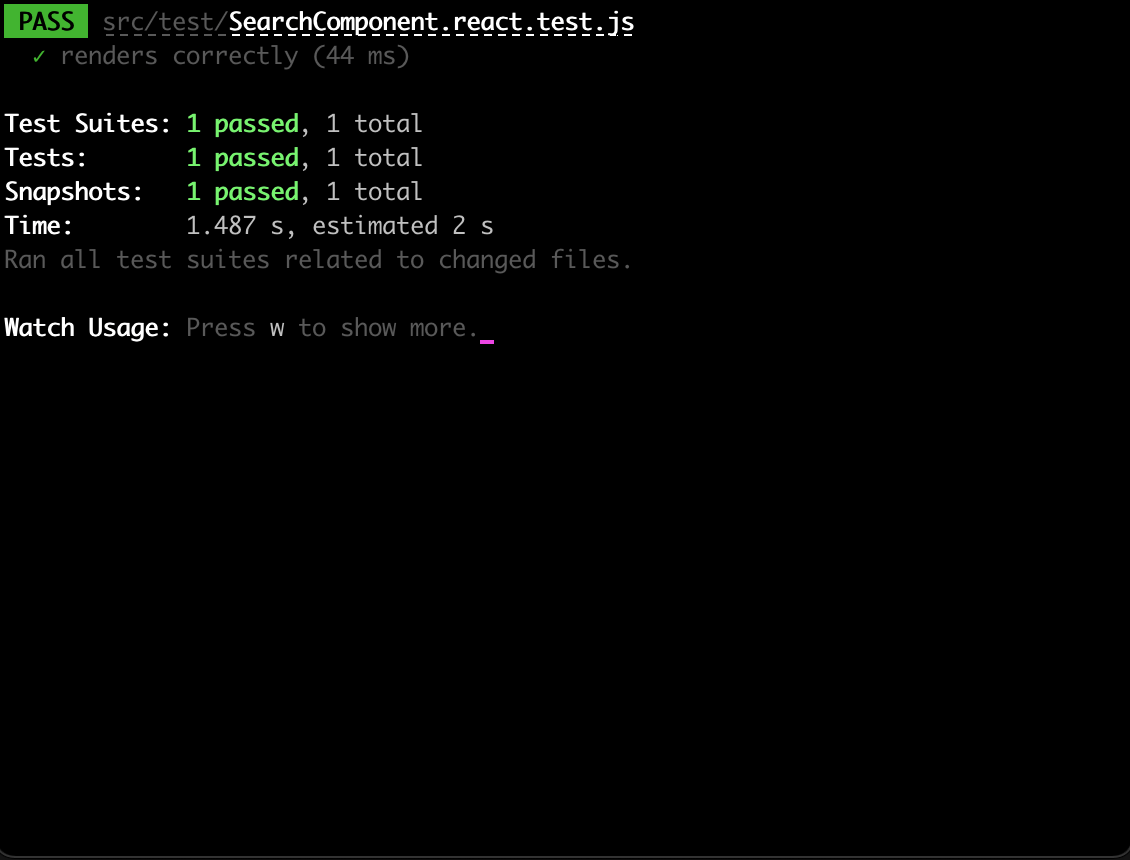 PASS src/test/SearchComponent.react.test.js
✓ renders correctly (44 ms)
Test Suites: 1 passed, 1 total
Tests: 1 passed, 1 total
Snapshots: 1 passed, 1 total
Time: 1.487 s, estimated 2 s
Ran all test suites related to changed files.
Watch Usage: Press w to show more.